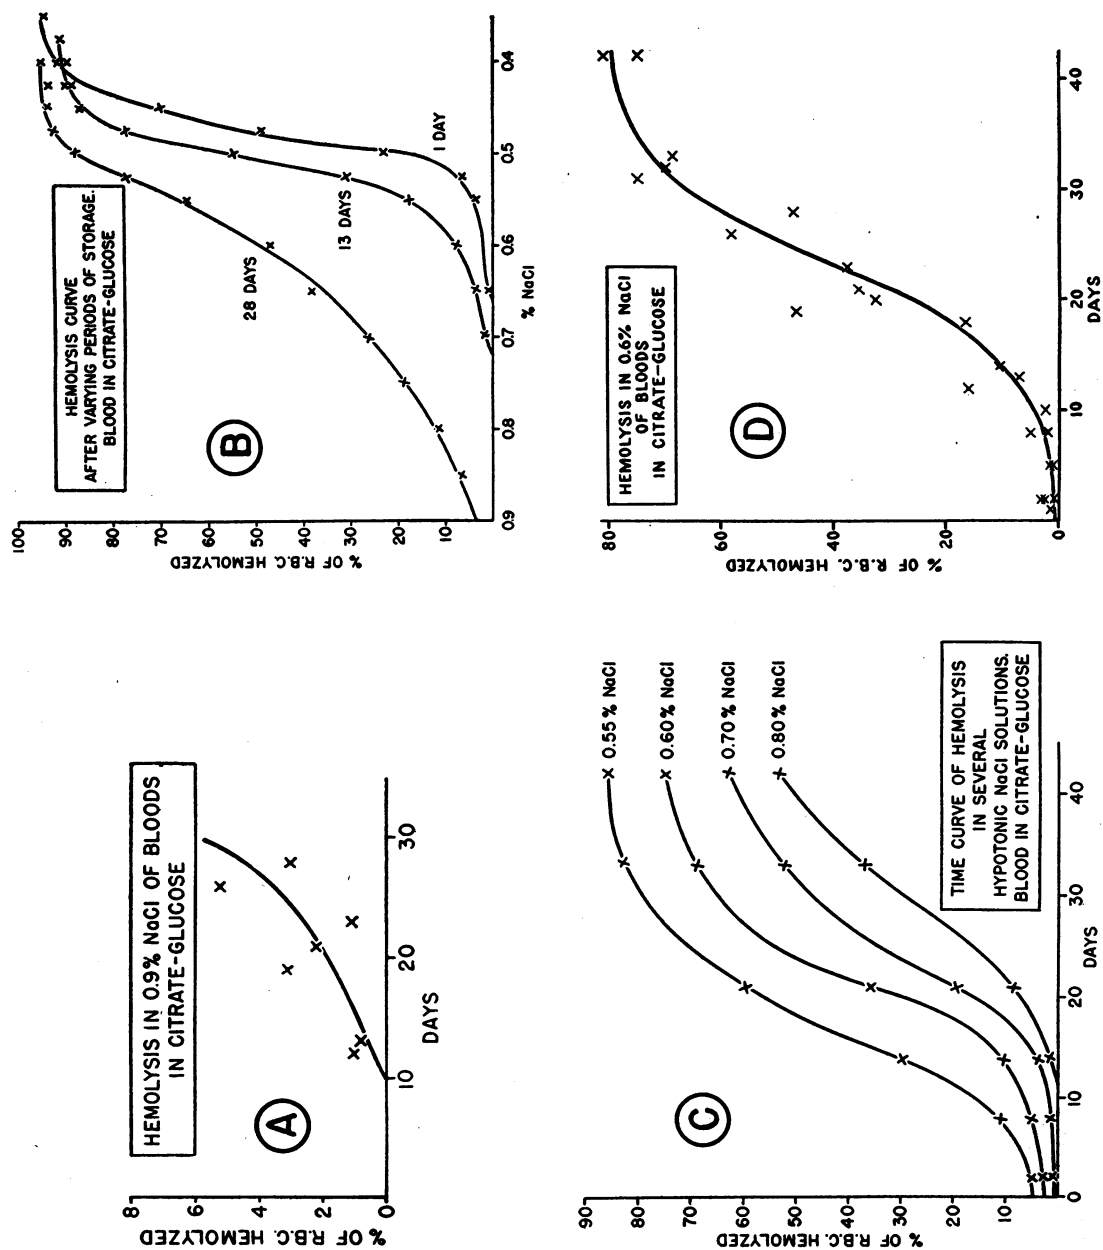 HEMOLYSIS IN 0.9% NaCl OF BLOODS
IN CITRATE-GLUCOSE
A
% OF R.B.C. HEMOLYZED
8
6
4
2
0
10
20
30
DAYS
HEMOLYSIS CURVE
AFTER VARYING PERIODS OF STORAGE.
BLOOD IN CITRATE-GLUCOSE
B
% OF R.B.C. HEMOLYZED
100
90
80
70
60
50
40
30
20
10
0.9
0.8
0.7
0.6
0.5
0.4
% NaCl
28 DAYS
13 DAYS
1 DAY
C
% OF R.B.C. HEMOLYZED
90
80
70
60
50
40
30
20
10
0
10
20
30
40
DAYS
0.55% NaCl
0.60% NaCl
0.70% NaCl
0.80% NaCl
TIME CURVE OF HEMOLYSIS
IN SEVERAL
HYPOTONIC NaCl SOLUTIONS.
BLOOD IN CITRATE-GLUCOSE
HEMOLYSIS IN 0.6% NaCl
OF BLOODS
IN CITRATE-GLUCOSE
D
% OF R.B.C. HEMOLYZED
80
60
40
20
0
10
20
30
40
DAYS